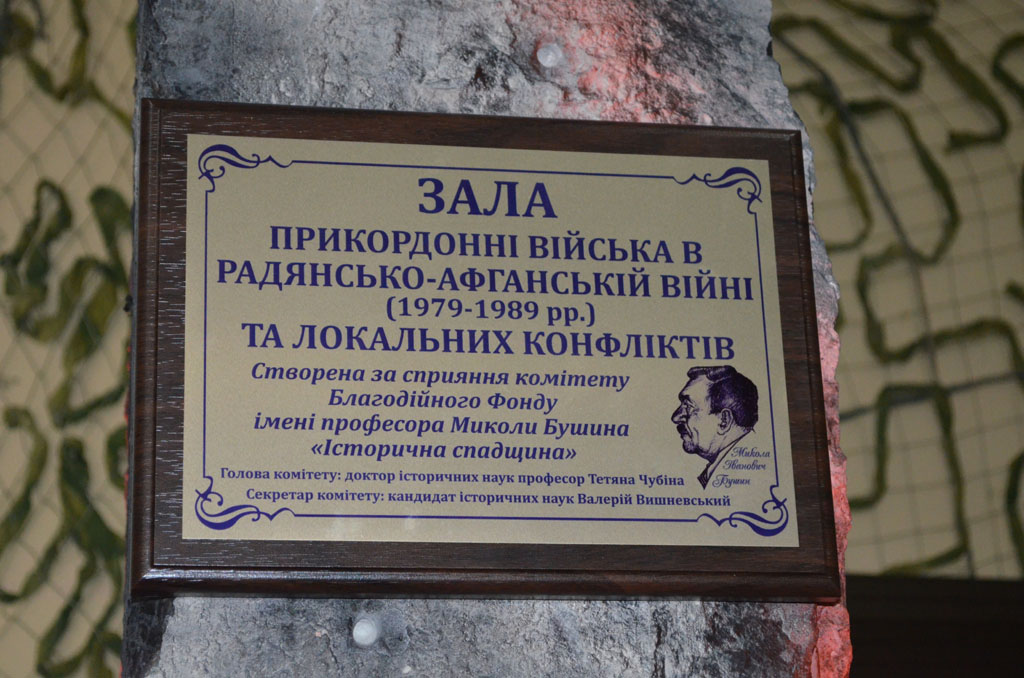 ЗАЛА
ПРИКОРДОННІ ВІЙСЬКА В
РАДЯНСЬКО-АФГАНСЬКІЙ ВІЙНІ
(1979-1989 рр.)
ТА ЛОКАЛЬНИХ КОНФЛІКТІВ
Створена за сприяння комітету
Благодійного Фонду
імені професора Миколи Бушина
«Історична спадщина»
Микола
Іванович
Бушин
Голова комітету: доктор історичних наук професор Тетяна Чубіна
Секретар комітету: кандидат історичних наук Валерій Вишневський